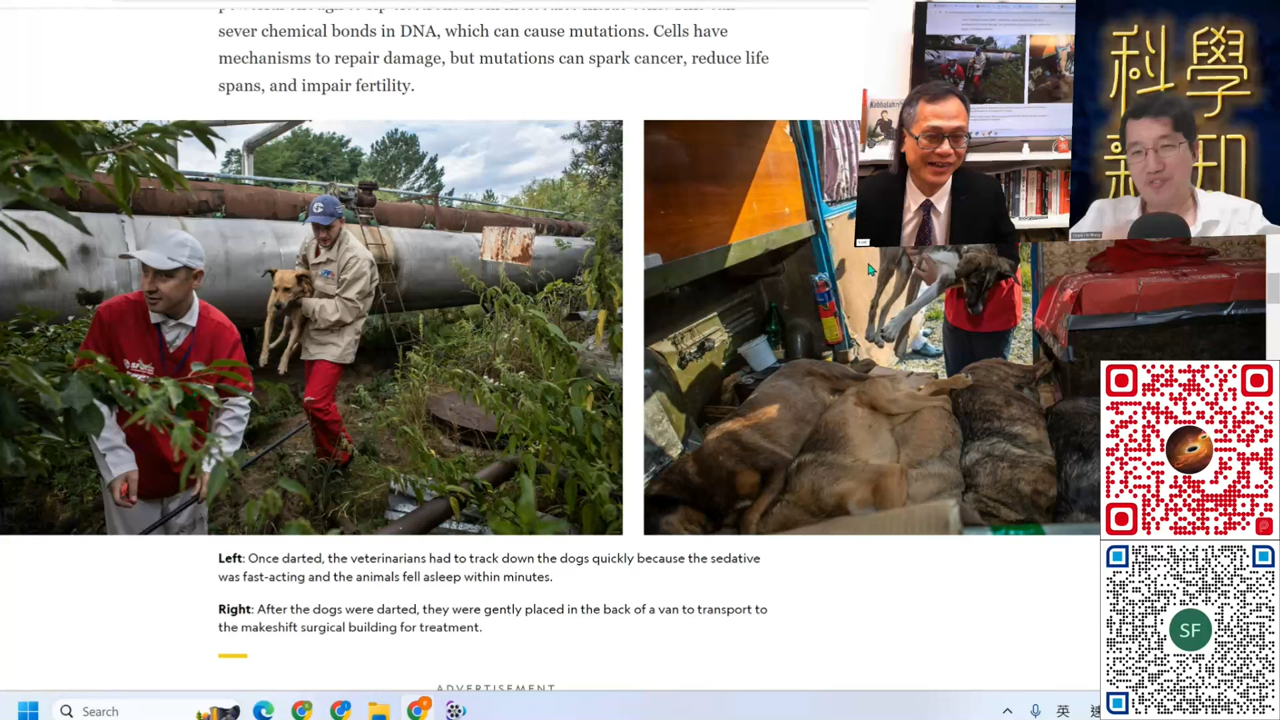 sever chemical bonds in DNA, which can cause mutations. Cells have
mechanisms to repair damage, but mutations can spark cancer, reduce life
spans, and impair fertility.
Kabbalah
科學
新知
Left: Once darted, the veterinarians had to track down the dogs quickly because the sedative
was fast-acting and the animals fell asleep within minutes.
Right: After the dogs were darted, they were gently placed in the back of a van to transport to
the makeshift surgical building for treatment.
ADVERTISEMENT
SF
Search
英